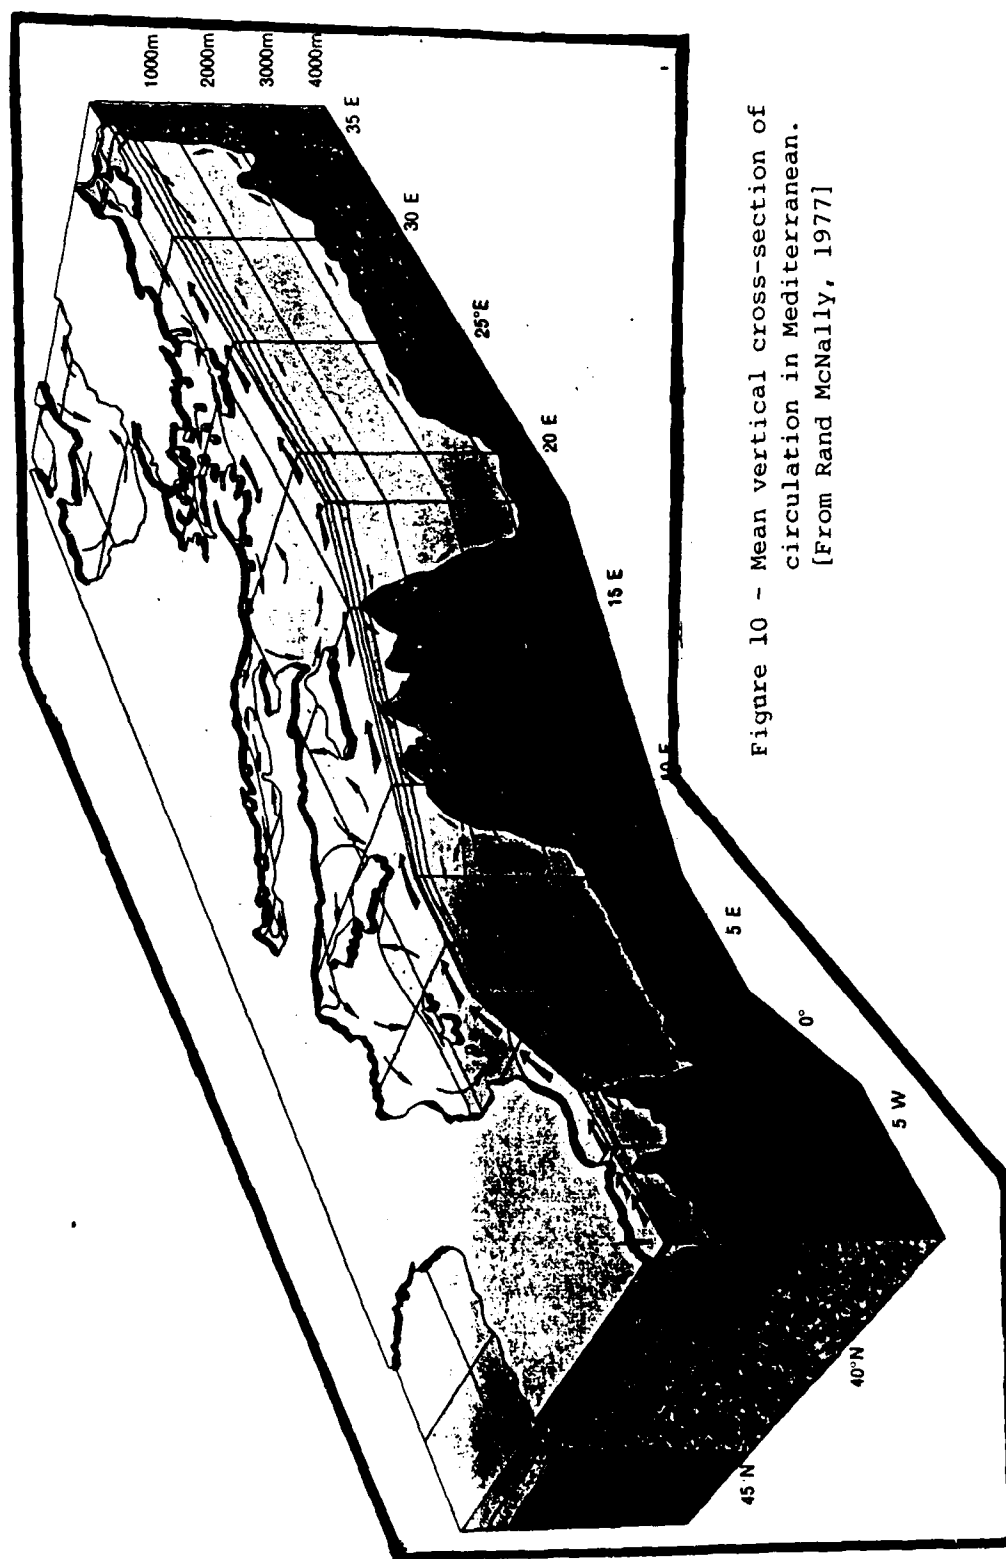 1000m
2000m
3000m
4000m
35 E
30 E
25°E
20 E
15 E
10 E
5 E
0°
5 W
40°N
45 N
Figure 10 - Mean vertical cross-section of
circulation in Mediterranean.
[From Rand McNally, 1977]